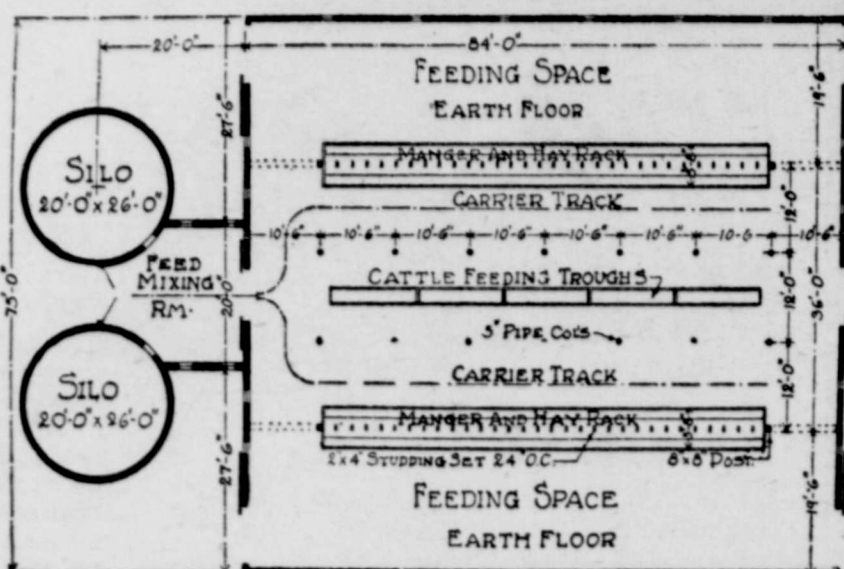 20'-0"
84'-0"
FEEDING SPACE
EARTH FLOOR
27'-6"
19'-6"
SILO
20'-0" x 26'-0"
MANGER AND HAY RACK
CARRIER TRACK
12'-0"
10'-6" 10'-6" 10'-6" 10'-6" 10'-6" 10'-6" 10-6 10'-6"
FEED
MIXING
RM.
CATTLE FEEDING TROUGHS
75'-0"
20'-0"
12'-0"
36'-0"
5" PIPE COLS
CARRIER TRACK
12'-0"
SILO
20'-0" x 26'-0"
MANGER AND HAY RACK
2x4" STUDDING SET 24" O.C.
8x8 POST
27'-6"
19'-6"
FEEDING SPACE
EARTH FLOOR